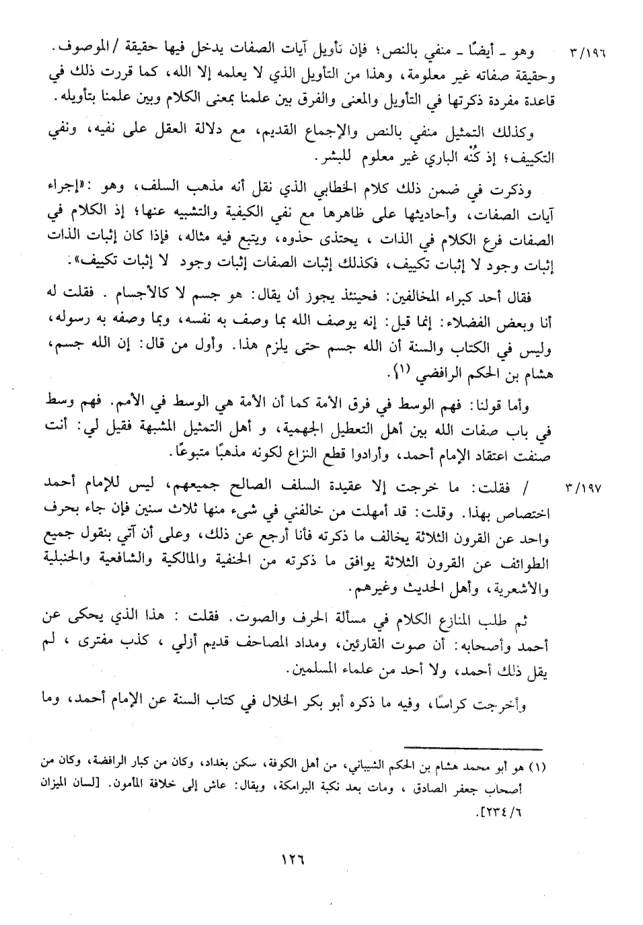 ٣/١٩٦ وهو ـ أيضًا ـ منفي بالنص؛ فإن تأويل آيات الصفات يدخل فيها حقيقة /الموصوف.
وحقيقة صفاته غير معلومة، وهذا من التأويل الذي لا يعلمه إلا الله، كما قررت ذلك في
قاعدة مفردة ذكرتها في التأويل والمعنى والفرق بين علمنا بمعنى الكلام وبين علمنا بتأويله.
وكذلك التمثيل منفي بالنص والإجماع القديم، مع دلالة العقل على نفيه، ونفي
التكييف؛ إذ كُنْه الباري غير معلوم للبشر.
وذكرت في ضمن ذلك كلام الخطابي الذي نقل أنه مذهب السلف، وهو : «إجراء
آيات الصفات، وأحاديثها على ظاهرها مع نفي الكيفية والتشبيه عنها؛ إذ الكلام في
الصفات فرع الكلام في الذات ، يحتذى حذوه، ويتبع فيه مثاله، فإذا كان إثبات الذات
إثبات وجود لا إثبات تكييف، فكذلك إثبات الصفات إثبات وجود لا إثبات تكييف».
فقال أحد كبراء المخالفين: فحينئذ يجوز أن يقال: هو جسم لا كالأجسام . فقلت له
أنا وبعض الفضلاء: إنما قيل: إنه يوصف الله بما وصف به نفسه، وبما وصفه به رسوله،
وليس في الكتاب والسنة أن الله جسم حتى يلزم هذا. وأول من قال: إن الله جسم،
هشام بن الحكم الرافضي (١).
وأما قولنا: فهم الوسط في فرق الأمة كما أن الأمة هي الوسط في الأمم. فهم وسط
في باب صفات الله بين أهل التعطيل الجهمية، و أهل التمثيل المشبهة فقيل لي: أنت
صنفت اعتقاد الإمام أحمد، وأرادوا قطع النزاع لكونه مذهبًا متبوعًا.
٣/١٩٧ / فقلت: ما خرجت إلا عقيدة السلف الصالح جميعهم، ليس للإمام أحمد
اختصاص بهذا. وقلت: قد أمهلت من خالفني في شىء منها ثلاث سنين فإن جاء بحرف
واحد عن القرون الثلاثة يخالف ما ذكرته فأنا أرجع عن ذلك، وعلى أن آتي بنقول جميع
الطوائف عن القرون الثلاثة يوافق ما ذكرته من الحنفية والمالكية والشافعية والحنبلية
والأشعرية، وأهل الحديث وغيرهم.
ثم طلب المنازع الكلام في مسألة الحرف والصوت. فقلت : هذا الذي يحكى عن
أحمد وأصحابه: أن صوت القارئين، ومداد المصاحف قديم أزلي ، كذب مفترى ، لم
يقل ذلك أحمد، ولا أحد من علماء المسلمين.
وأخرجت كراسًا، وفيه ما ذكره أبو بكر الخلال في كتاب السنة عن الإمام أحمد، وما
(١) هو أبو محمد هشام بن الحكم الشيباني، من أهل الكوفة، سكن بغداد، وكان من كبار الرافضة، وكان من
أصحاب جعفر الصادق ، ومات بعد نكبة البرامكة، ويقال: عاش إلى خلافة المأمون. [لسان الميزان
٦/ ٢٣٤].
١٢٦